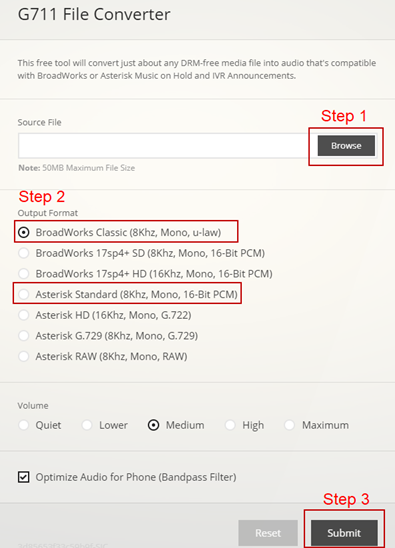 G711 File Converter
This free tool will convert just about any DRM-free media file into audio that's compatible
with BroadWorks or Asterisk Music on Hold and IVR Announcements.
Step 1
Source File
Browse
Note: 50MB Maximum File Size
Step 2
Output Format
BroadWorks Classic (8Khz, Mono, u-law)
BroadWorks 17sp4+ SD (8Khz, Mono, 16-Bit PCM)
BroadWorks 17sp4+ HD (16Khz, Mono, 16-Bit PCM)
Asterisk Standard (8Khz, Mono, 16-Bit PCM)
Asterisk HD (16Khz, Mono, G.722)
Asterisk G.729 (8Khz, Mono, G.729)
Asterisk RAW (8Khz, Mono, RAW)
Volume
Quiet Lower Medium High Maximum
Optimize Audio for Phone (Bandpass Filter)
Step 3
Reset Submit